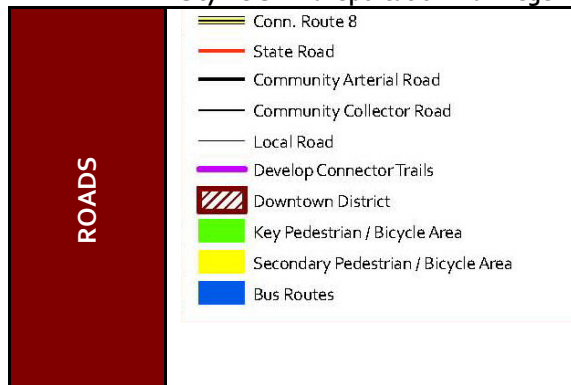 ROADS
Conn. Route 8
State Road
Community Arterial Road
Community Collector Road
Local Road
Develop Connector Trails
Downtown District
Key Pedestrian / Bicycle Area
Secondary Pedestrian / Bicycle Area
Bus Routes